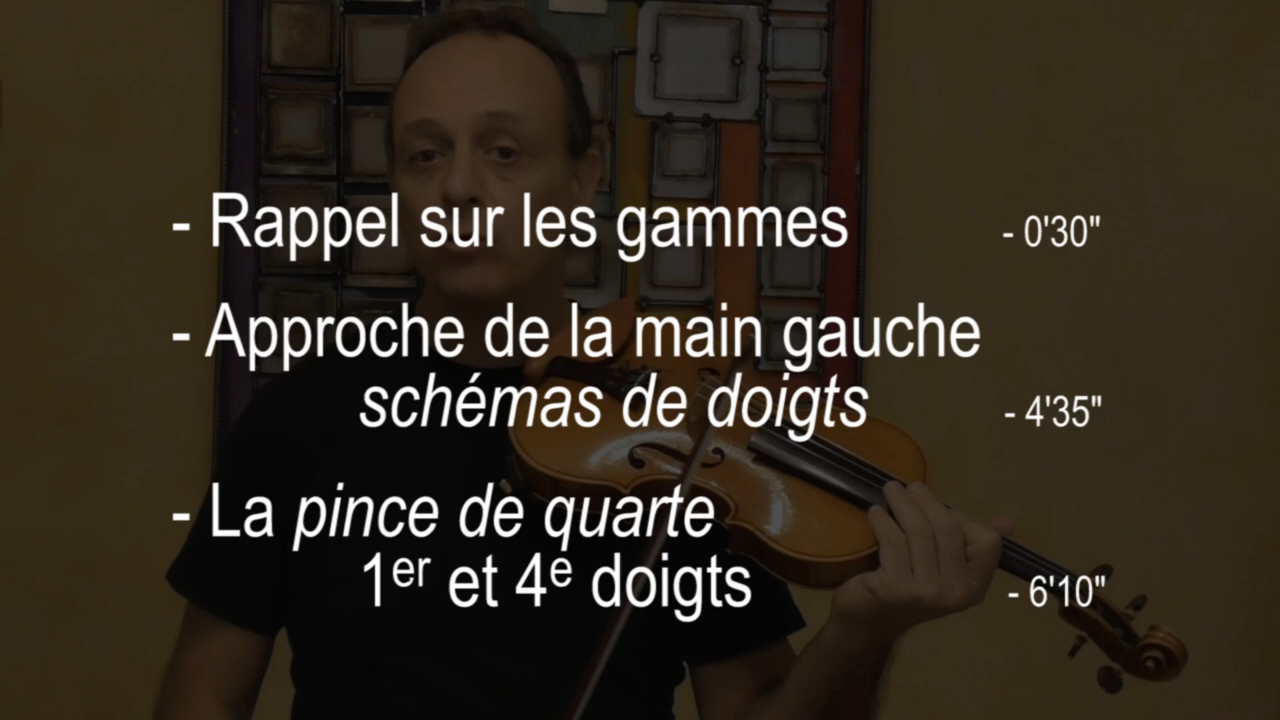 - Rappel sur les gammes - 0'30"
- Approche de la main gauche
schémas de doigts - 4'35"
- La pince de quarte
1er et 4e doigts - 6'10"